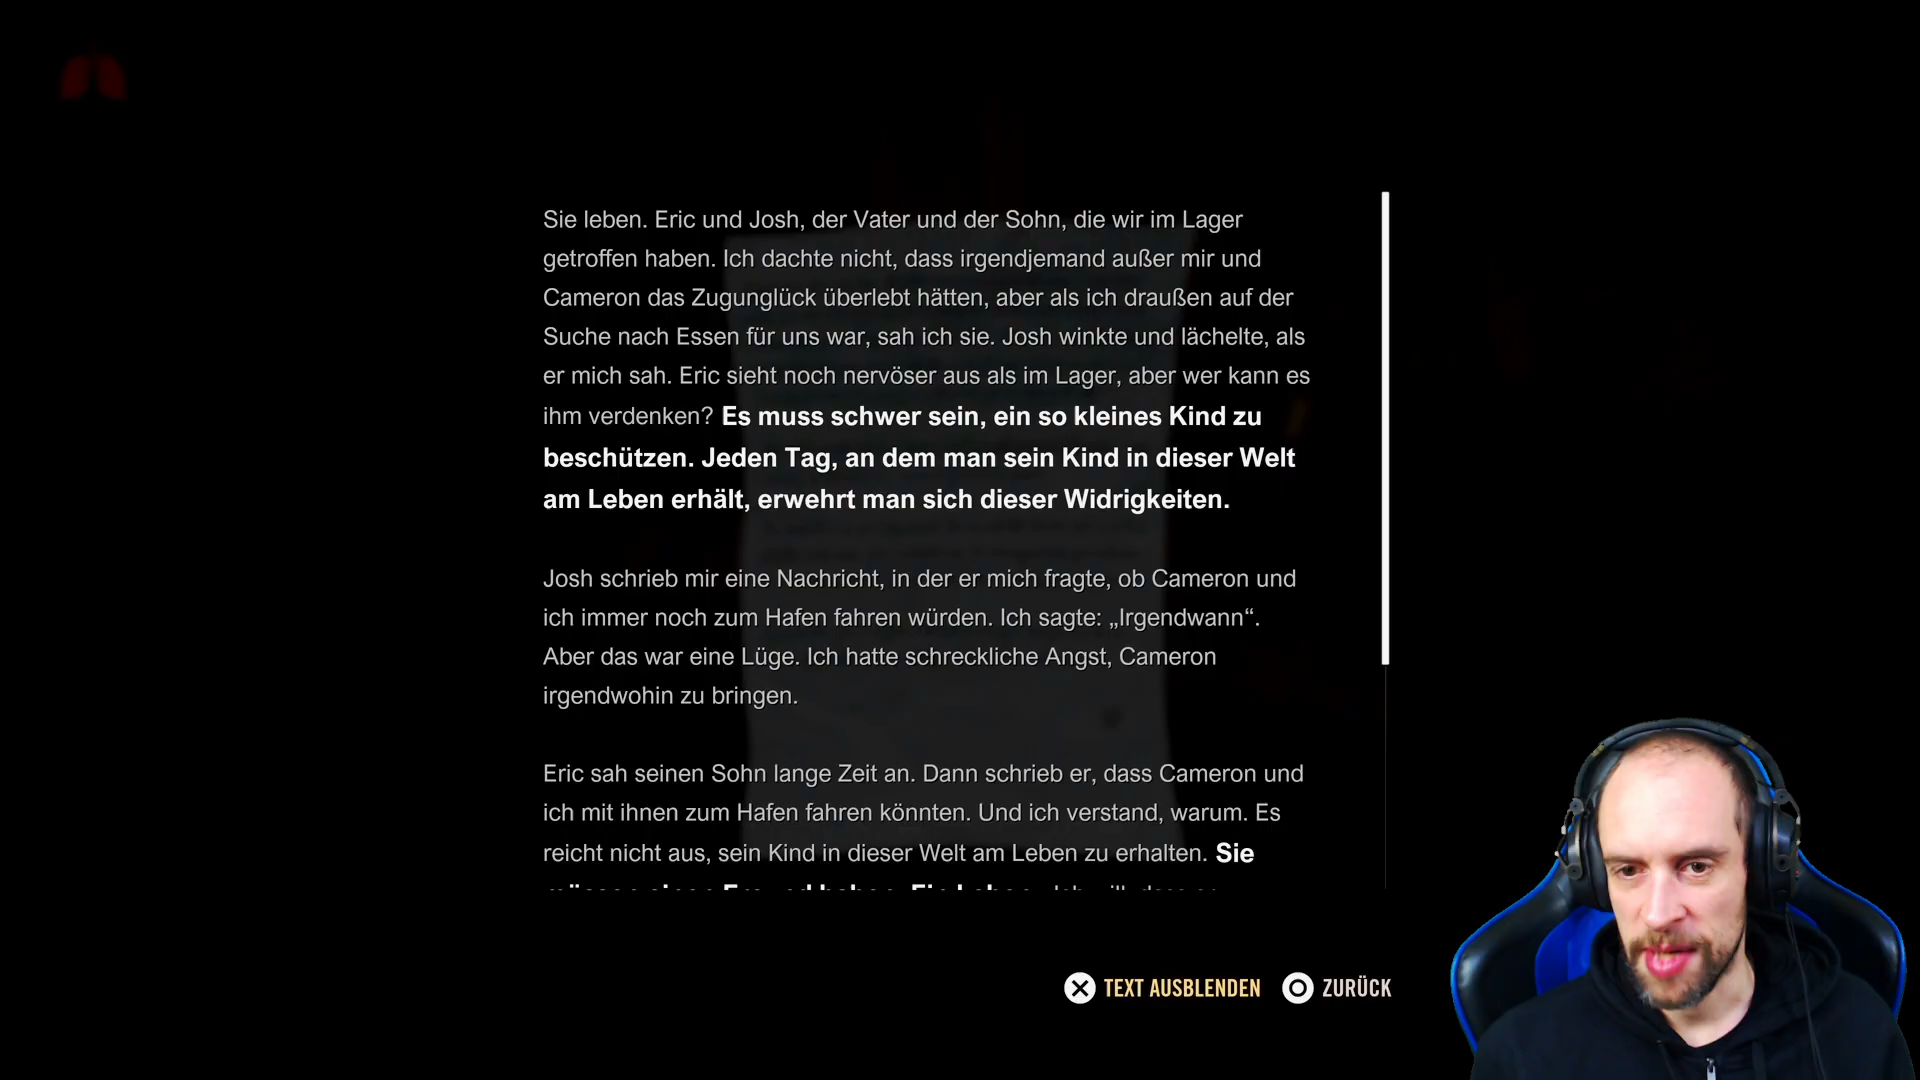 Sie leben. Eric und Josh, der Vater und der Sohn, die wir im Lager
getroffen haben. Ich dachte nicht, dass irgendjemand außer mir und
Cameron das Zugunglück überlebt hätten, aber als ich draußen auf der
Suche nach Essen für uns war, sah ich sie. Josh winkte und lächelte, als
er mich sah. Eric sieht noch nervöser aus als im Lager, aber wer kann es
ihm verdenken? Es muss schwer sein, ein so kleines Kind zu
beschützen. Jeden Tag, an dem man sein Kind in dieser Welt
am Leben erhält, erwehrt man sich dieser Widrigkeiten.
Josh schrieb mir eine Nachricht, in der er mich fragte, ob Cameron und
ich immer noch zum Hafen fahren würden. Ich sagte: „Irgendwann“.
Aber das war eine Lüge. Ich hatte schreckliche Angst, Cameron
irgendwohin zu bringen.
Eric sah seinen Sohn lange Zeit an. Dann schrieb er, dass Cameron und
ich mit ihnen zum Hafen fahren könnten. Und ich verstand, warum. Es
reicht nicht aus, sein Kind in dieser Welt am Leben zu erhalten. Sie
TEXT AUSBLENDEN ZURÜCK